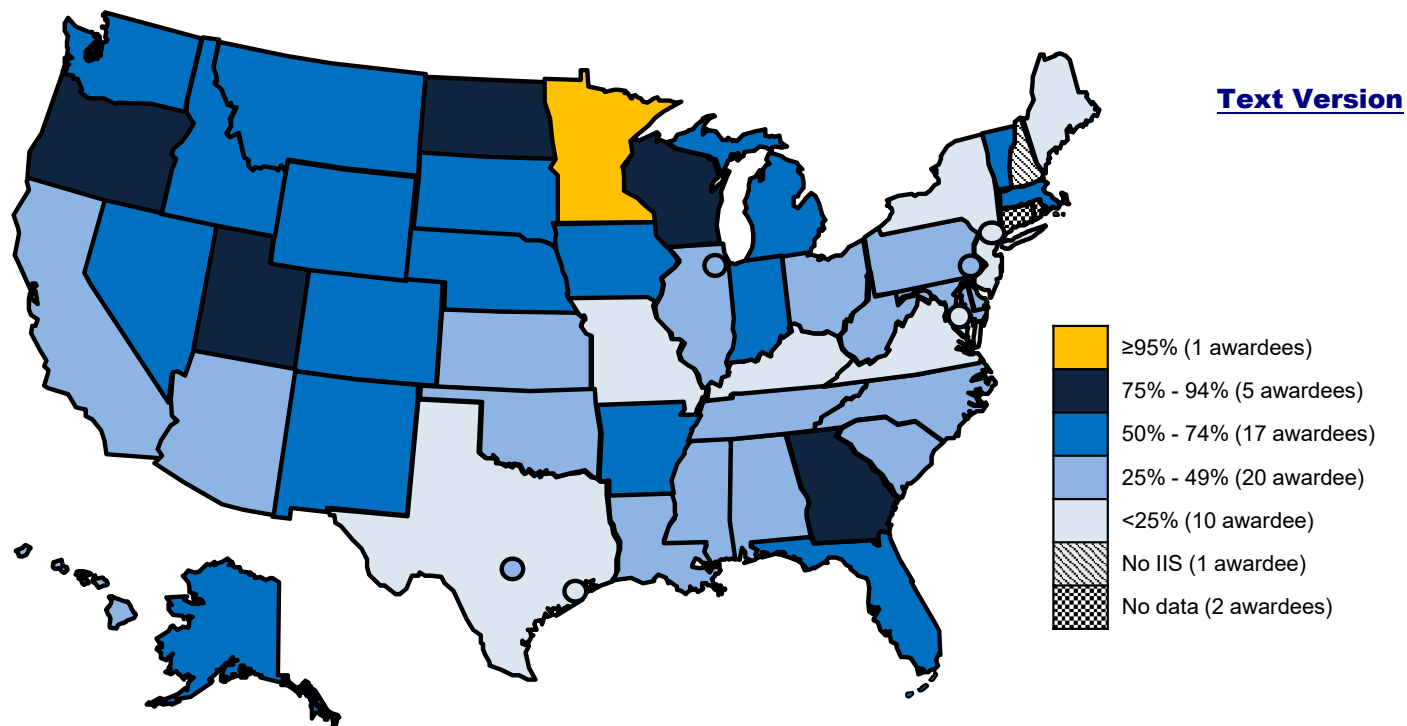 Text Version
≥95% (1 awardees)
75% - 94% (5 awardees)
50% - 74% (17 awardees)
25% - 49% (20 awardee)
<25% (10 awardee)
No IIS (1 awardee)
No data (2 awardees)